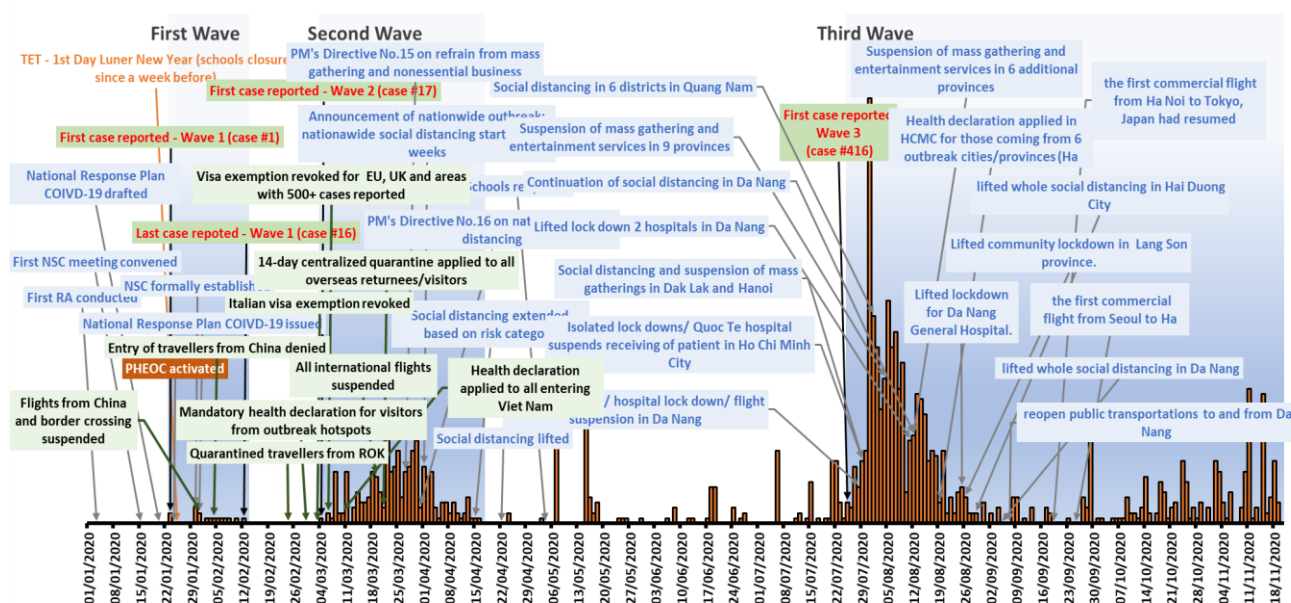 First Wave
Second Wave
Third Wave
TET - 1st Day Luner New Year (schools closure
since a week before)
PM's Directive No.15 on refrain from mass
gathering and nonessential business
First case reported - Wave 2 (case #17)
First case reported - Wave 1 (case #1)
Announcement of nationwide outbreak;
nationwide social distancing start
weeks
National Response Plan
COIVD-19 drafted
Visa exemption revoked for EU, UK and areas
with 500+ cases reported
Schools re
PM's Directive No.16 on nat
distancing
Last case repoted - Wave 1 (case #16)
First NSC meeting convened
14-day centralized quarantine applied to all
overseas returnees/visitors
NSC formally established
First RA conducted
Italian visa exemption revoked
National Response Plan COIVD-19 issued
Social distancing extended
based on risk catego
Entry of travellers from China denied
PHEOC activated
All international flights
suspended
Health declaration
applied to all entering
Viet Nam
Flights from China
and border crossing
suspended
Mandatory health declaration for visitors
from outbreak hotspots
Quarantined travellers from ROK
Social distancing lifted
Social distancing in 6 districts in Quang Nam
Suspension of mass gathering and
entertainment services in 9 provinces
First case reported
Wave 3
(case #416)
Continuation of social distancing in Da Nang
Lifted lock down 2 hospitals in Da Nang
Social distancing and suspension of mass
gatherings in Dak Lak and Hanoi
Isolated lock downs/ Quoc Te hospital
suspends receiving of patient in Ho Chi Minh
City
/ hospital lock down/ flight
suspension in Da Nang
Suspension of mass gathering and
entertainment services in 6 additional
provinces
the first commercial flight
from Ha Noi to Tokyo,
Japan had resumed
Health declaration applied in
HCMC for those coming from 6
outbreak cities/provinces (Ha
lifted whole social distancing in Hai Duong
City
Lifted community lockdown in Lang Son
province.
Lifted lockdown
for Da Nang
General Hospital.
the first commercial
flight from Seoul to Ha
lifted whole social distancing in Da Nang
reopen public transportations to and from Da
Nang
01/01/2020
08/01/2020
15/01/2020
22/01/2020
29/01/2020
05/02/2020
12/02/2020
19/02/2020
26/02/2020
04/03/2020
11/03/2020
18/03/2020
25/03/2020
01/04/2020
08/04/2020
15/04/2020
22/04/2020
29/04/2020
06/05/2020
13/05/2020
20/05/2020
27/05/2020
03/06/2020
10/06/2020
17/06/2020
24/06/2020
01/07/2020
08/07/2020
15/07/2020
22/07/2020
29/07/2020
05/08/2020
12/08/2020
19/08/2020
26/08/2020
02/09/2020
09/09/2020
16/09/2020
23/09/2020
30/09/2020
07/10/2020
14/10/2020
21/10/2020
28/10/2020
04/11/2020
11/11/2020
18/11/2020